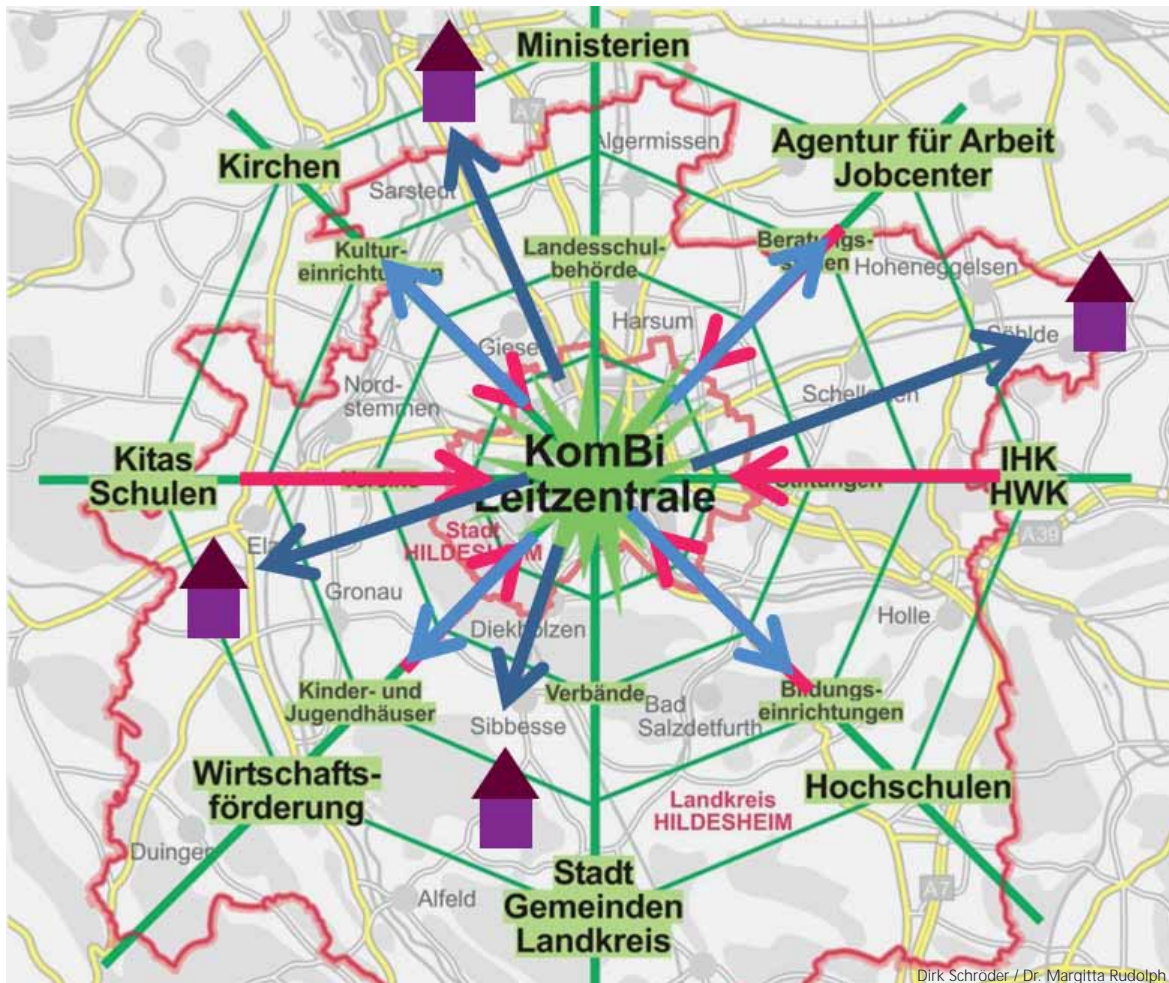 Ministerien
A7
Algermissen
Agentur für Arbeit
Jobcenter
Kirchen
Sarstedt
Kultur-
einrichtungen
Landesschul-
behörde
Beratungs-
stellen
Hoheneggelsen
Harsum
Söhlde
Giesen
Nord-
stemmen
Schellerten
KomBi
Leitzentrale
Kitas
Schulen
Vereine
Stiftungen
IHK
HWK
Stadt
HILDESHEIM
A39
Elze
Gronau
Holle
Diekholzen
Kinder- und
Jugendhäuser
Verbände
Bad
Salzdetfurth
Bildungs-
einrichtungen
Sibbesse
Wirtschafts-
förderung
Hochschulen
Landkreis
HILDESHEIM
Duingen
Stadt
Gemeinden
Landkreis
Alfeld
A7
Dirk Schröder / Dr. Margitta Rudolph